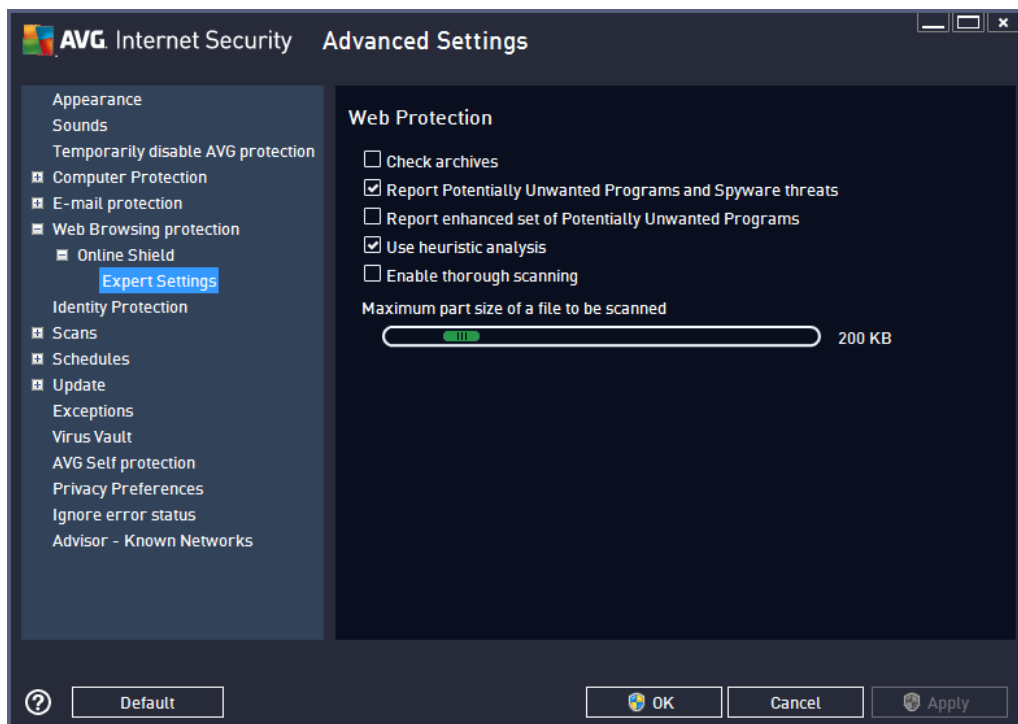 AVG. Internet Security Advanced Settings
Appearance
Sounds
Temporarily disable AVG protection
Computer Protection
E-mail protection
Web Browsing protection
Online Shield
Expert Settings
Identity Protection
Scans
Schedules
Update
Exceptions
Virus Vault
AVG Self protection
Privacy Preferences
Ignore error status
Advisor - Known Networks
Web Protection
Check archives
Report Potentially Unwanted Programs and Spyware threats
Report enhanced set of Potentially Unwanted Programs
Use heuristic analysis
Enable thorough scanning
Maximum part size of a file to be scanned
200 KB
Default
OK
Cancel
Apply